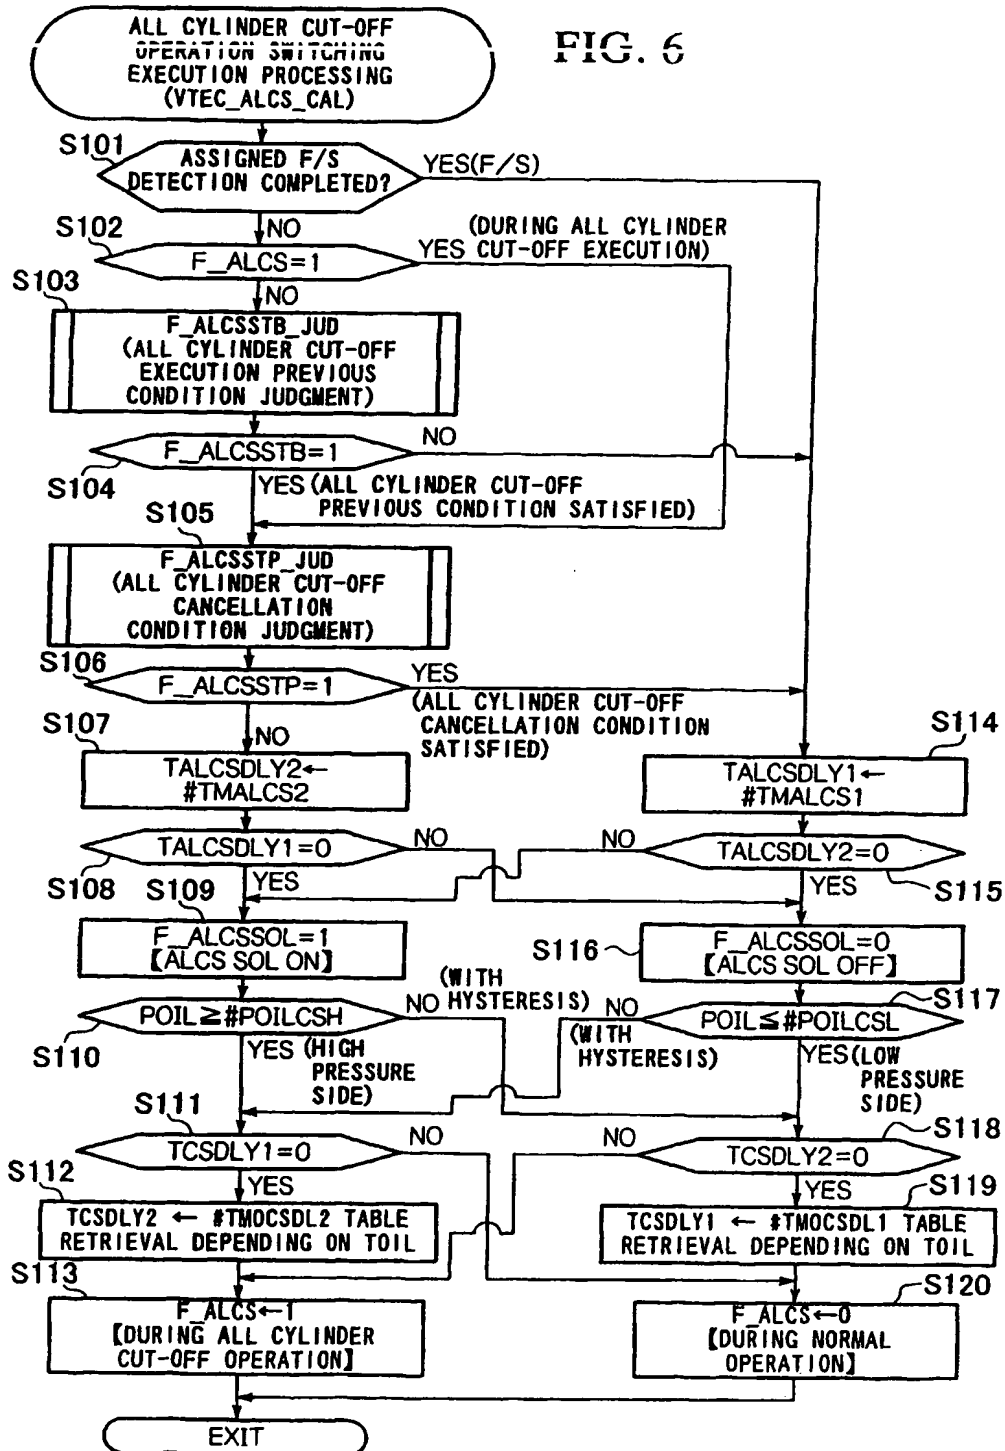 ALL CYLINDER CUT-OFF
OPERATION SWITCHING
EXECUTION PROCESSING
(VTEC_ALCS_CAL)
FIG. 6
S101
ASSIGNED F/S
DETECTION COMPLETED?
YES(F/S)
NO
S102
F_ALCS=1
(DURING ALL CYLINDER
YES CUT-OFF EXECUTION)
NO
S103
F_ALCSSTB_JUD
(ALL CYLINDER CUT-OFF
EXECUTION PREVIOUS
CONDITION JUDGMENT)
F_ALCSSTB=1
NO
S104
YES (ALL CYLINDER CUT-OFF
PREVIOUS CONDITION SATISFIED)
S105
F_ALCSSTP_JUD
(ALL CYLINDER CUT-OFF
CANCELLATION
CONDITION JUDGMENT)
S106
F_ALCSSTP=1
YES
(ALL CYLINDER CUT-OFF
CANCELLATION CONDITION
SATISFIED)
NO
S107
TALCSDLY2←
#TMALCS2
S114
TALCSDLY1←
#TMALCS1
TALCSDLY1=0
NO
NO
TALCSDLY2=0
S108
YES
YES
S115
S109
F_ALCSSOL=1
【ALCS SOL ON】
S116
F_ALCSSOL=0
【ALCS SOL OFF】
POIL≧#POILCSH
NO
(WITH
HYSTERESIS)
NO
(WITH
HYSTERESIS)
POIL≦#POILCSL
S117
S110
YES (HIGH
PRESSURE
SIDE)
YES(LOW
PRESSURE
SIDE)
S111
TCSDLY1=0
NO
NO
TCSDLY2=0
S118
YES
YES
S112
TCSDLY2 ← #TMOCSDL2 TABLE
RETRIEVAL DEPENDING ON TOIL
S119
TCSDLY1 ← #TMOCSDL1 TABLE
RETRIEVAL DEPENDING ON TOIL
S113
F_ALCS←1
【DURING ALL CYLINDER
CUT-OFF OPERATION】
S120
F_ALCS←0
【DURING NORMAL
OPERATION】
EXIT